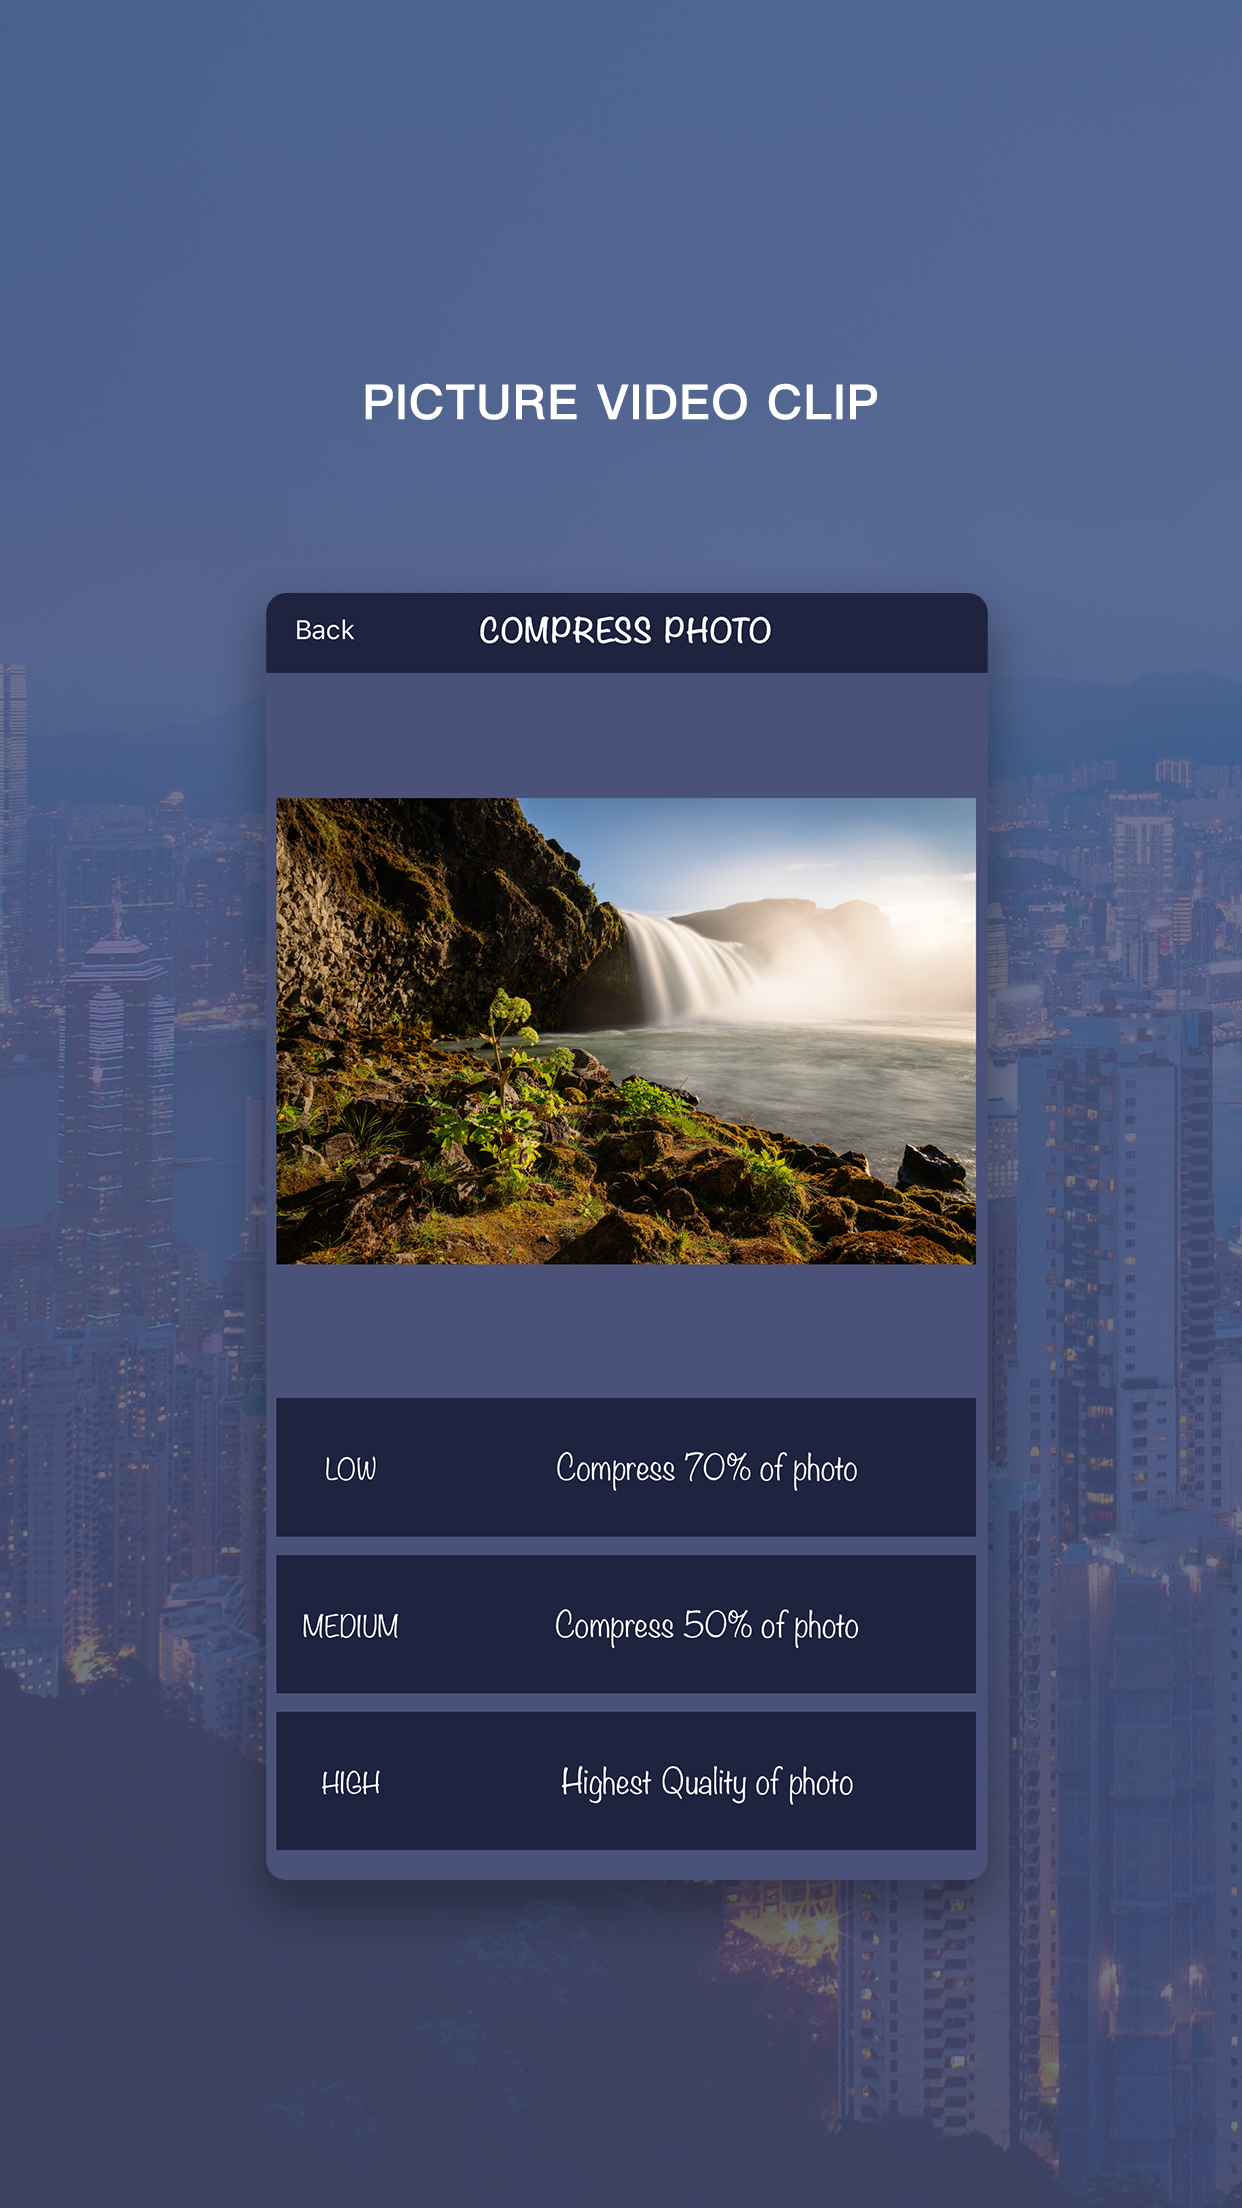 PICTURE VIDEO CLIP
Back COMPRESS PHOTO
LOW Compress 70% of photo
MEDIUM Compress 50% of photo
HIGH Highest Quality of photo